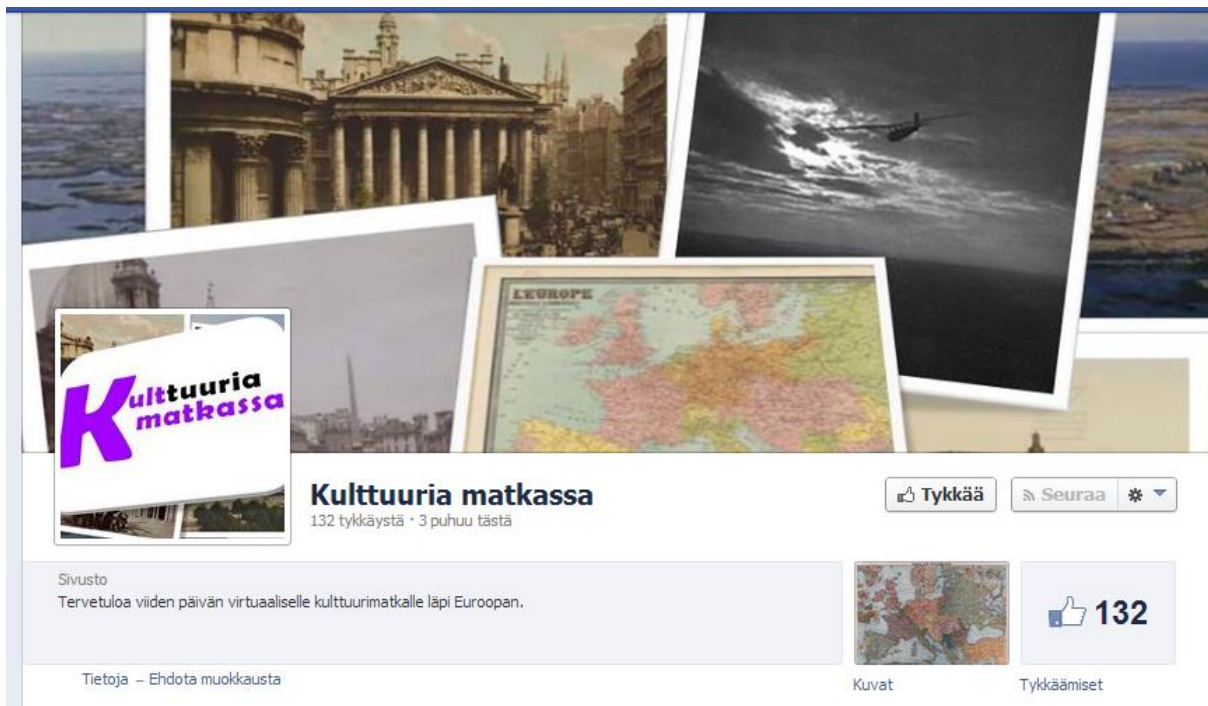 L'EUROPE
Kulttuuria
matkassa
Kulttuuria matkassa
132 tykkäystä · 3 puhuu tästä
Tykkää
Seuraa
Sivusto
Tervetuloa viiden päivän virtuaaliselle kulttuurimatkalle läpi Euroopan.
132
Tietoja – Ehdota muokkausta
Kuvat
Tykkäämiset